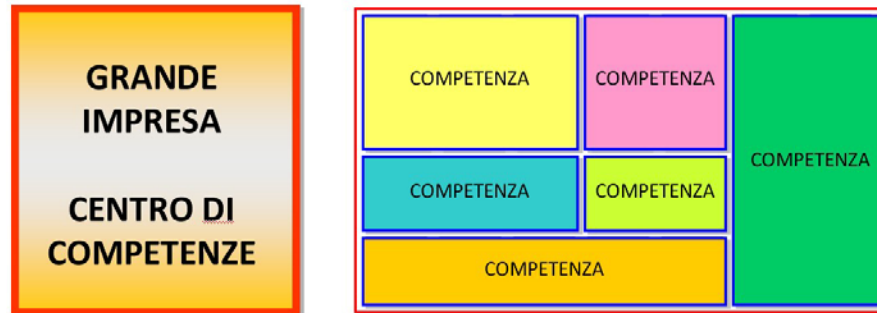 GRANDE
IMPRESA
CENTRO DI
COMPETENZE
COMPETENZA
COMPETENZA
COMPETENZA
COMPETENZA
COMPETENZA
COMPETENZA